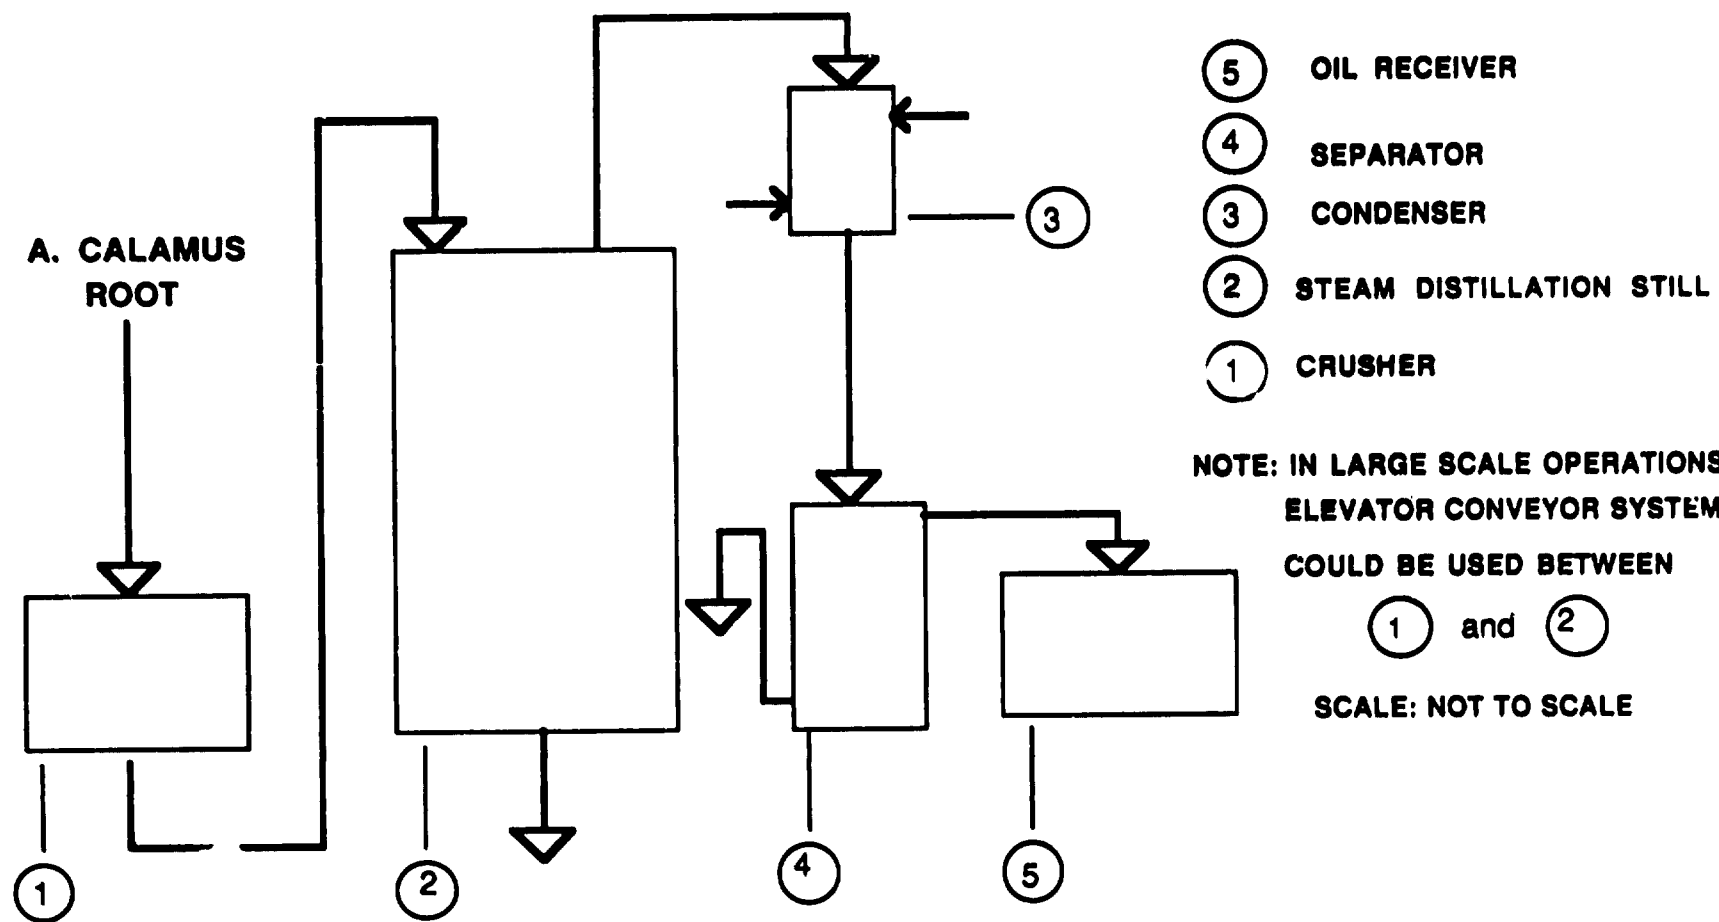 A. CALAMUS
ROOT
3
1
2
4
5
5 OIL RECEIVER
4 SEPARATOR
3 CONDENSER
2 STEAM DISTILLATION STILL
1 CRUSHER
NOTE: IN LARGE SCALE OPERATIONS
ELEVATOR CONVEYOR SYSTEM
COULD BE USED BETWEEN
1 and 2
SCALE: NOT TO SCALE